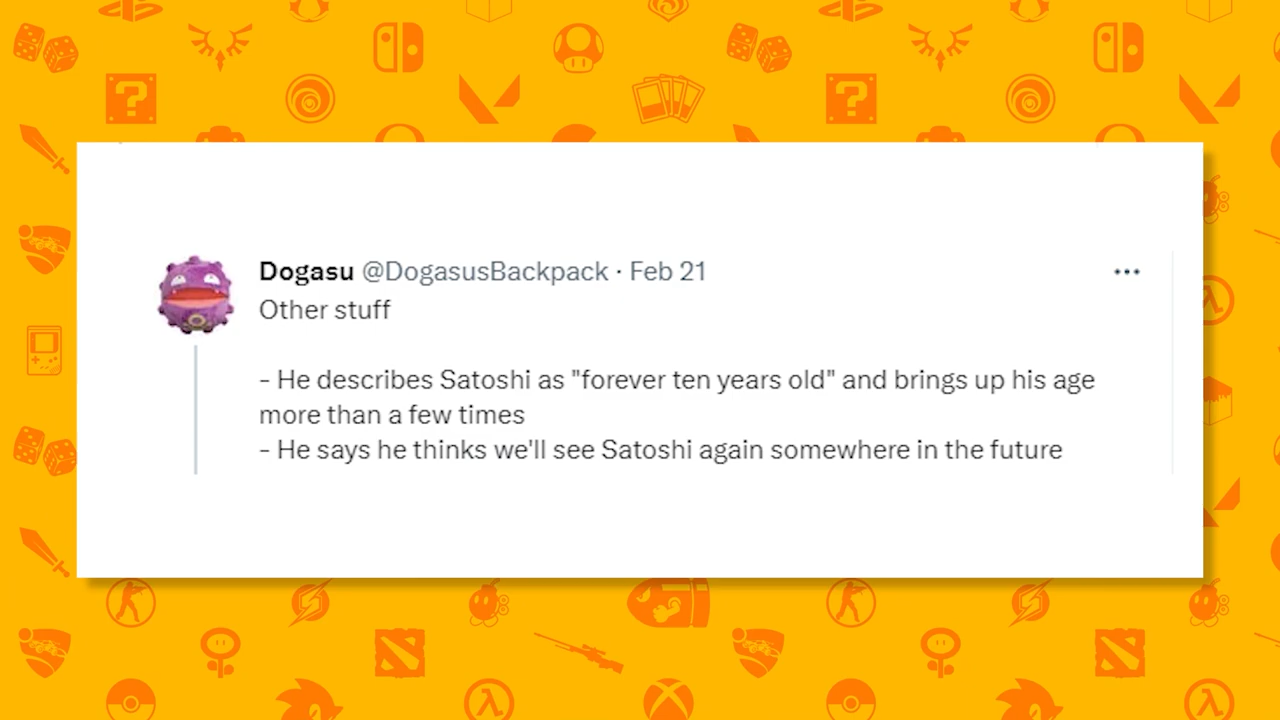 Dogasu @DogasusBackpack · Feb 21
Other stuff
- He describes Satoshi as "forever ten years old" and brings up his age
more than a few times
- He says he thinks we'll see Satoshi again somewhere in the future